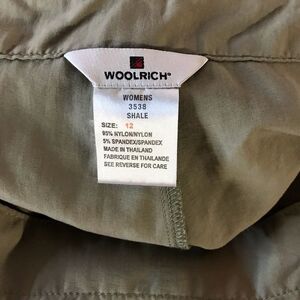 WOOLRICH®
WOMENS
3538
SHALE
SIZE: 12
95% NYLON/NYLON
5% SPANDEX/SPANDEX
MADE IN THAILAND
FABRIQUE EN THAILANDE
SEE REVERSE FOR CARE